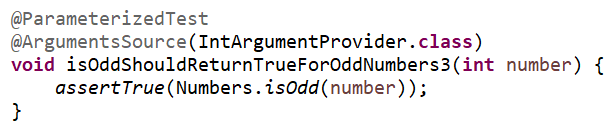 @ParameterizedTest
@ArgumentsSource(IntArgumentProvider.class)
void isOddShouldReturnTrueForOddNumbers3(int number) {
    assertTrue(Numbers.isOdd(number));
}